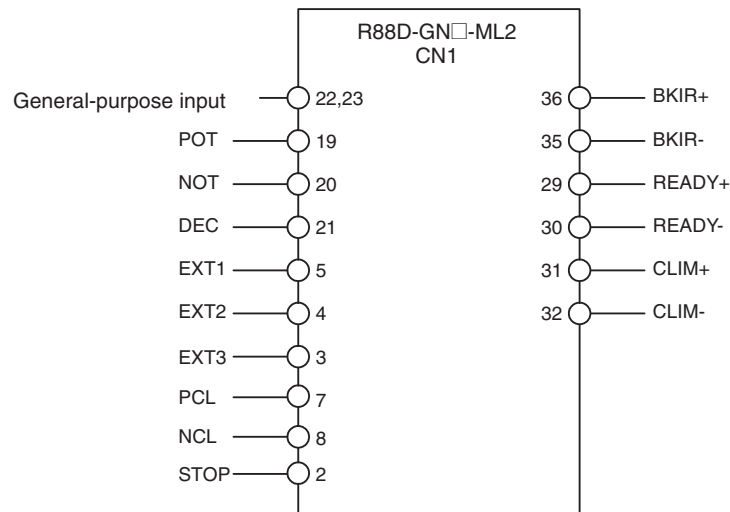 R88D-GN□-ML2
CN1
General-purpose input 22,23 36 BKIR+
POT 19 35 BKIR-
NOT 20 29 READY+
DEC 21 30 READY-
EXT1 5 31 CLIM+
EXT2 4 32 CLIM-
EXT3 3
PCL 7
NCL 8
STOP 2